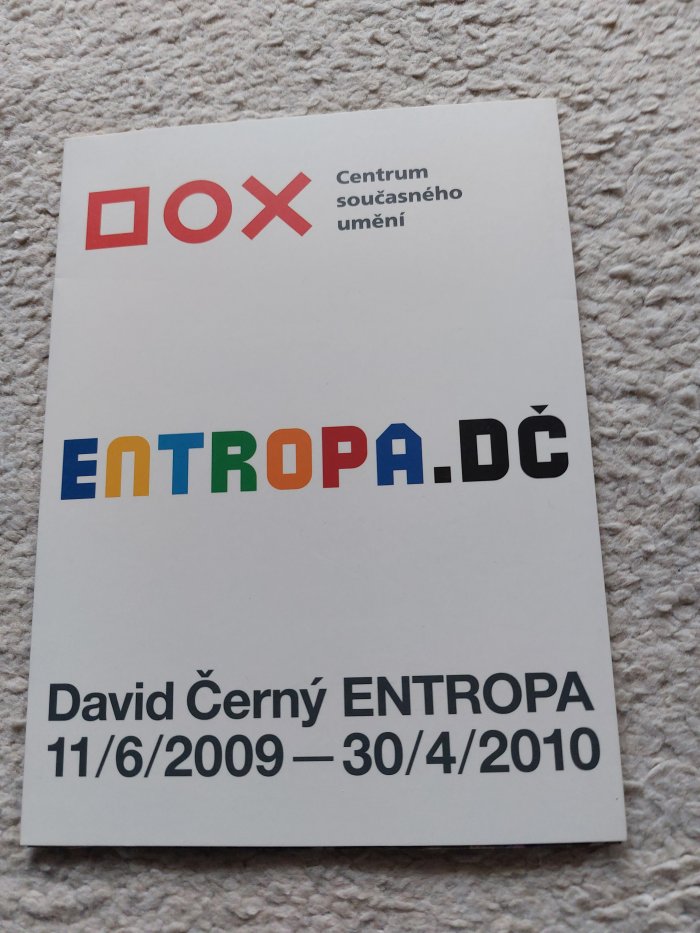 DOX
Centrum
současného
umění
ENTROPA.DČ
David Černý ENTROPA
11/6/2009 — 30/4/2010